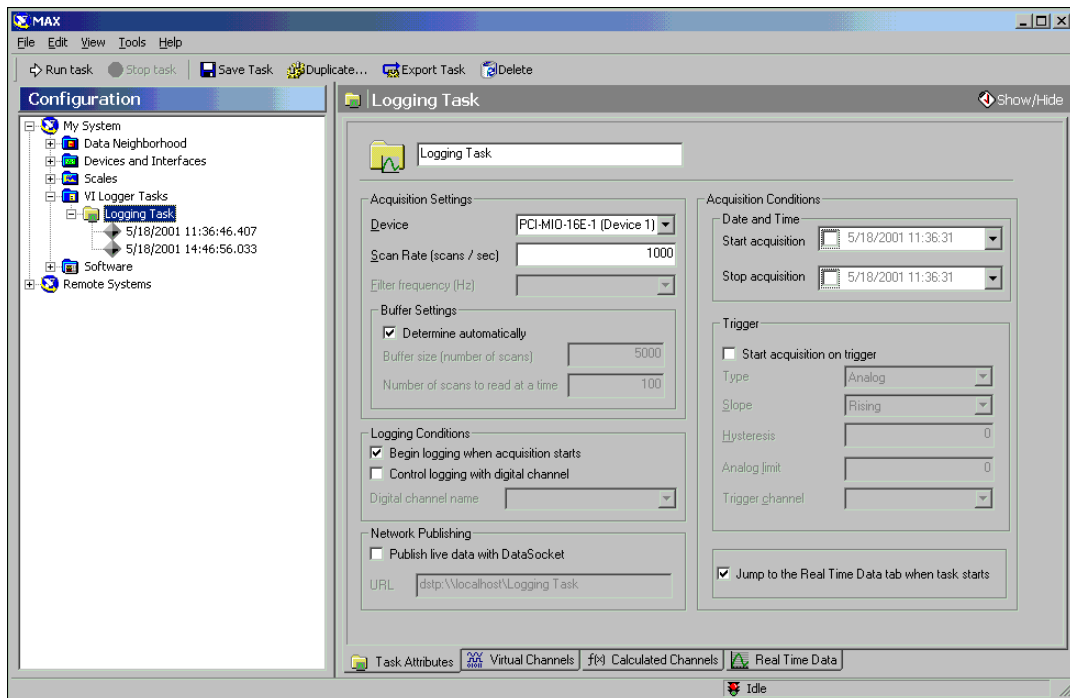 MAX
File Edit View Tools Help
Run task Stop task Save Task Duplicate... Export Task Delete
Configuration
My System
Data Neighborhood
Devices and Interfaces
Scales
VI Logger Tasks
Logging Task
5/18/2001 11:36:46.407
5/18/2001 14:46:56.033
Software
Remote Systems
Logging Task
Show/Hide
Logging Task
Acquisition Settings
Device PCI-MIO-16E-1 (Device 1)
Scan Rate (scans / sec) 1000
Filter frequency (Hz)
Buffer Settings
Determine automatically
Buffer size (number of scans) 5000
Number of scans to read at a time 100
Logging Conditions
Begin logging when acquisition starts
Control logging with digital channel
Digital channel name
Network Publishing
Publish live data with DataSocket
URL dstp:\\localhost\Logging Task
Acquisition Conditions
Date and Time
Start acquisition 5/18/2001 11:36:31
Stop acquisition 5/18/2001 11:36:31
Trigger
Start acquisition on trigger
Type Analog
Slope Rising
Hysteresis 0
Analog limit 0
Trigger channel
Jump to the Real Time Data tab when task starts
Task Attributes Virtual Channels f(x) Calculated Channels Real Time Data
Idle